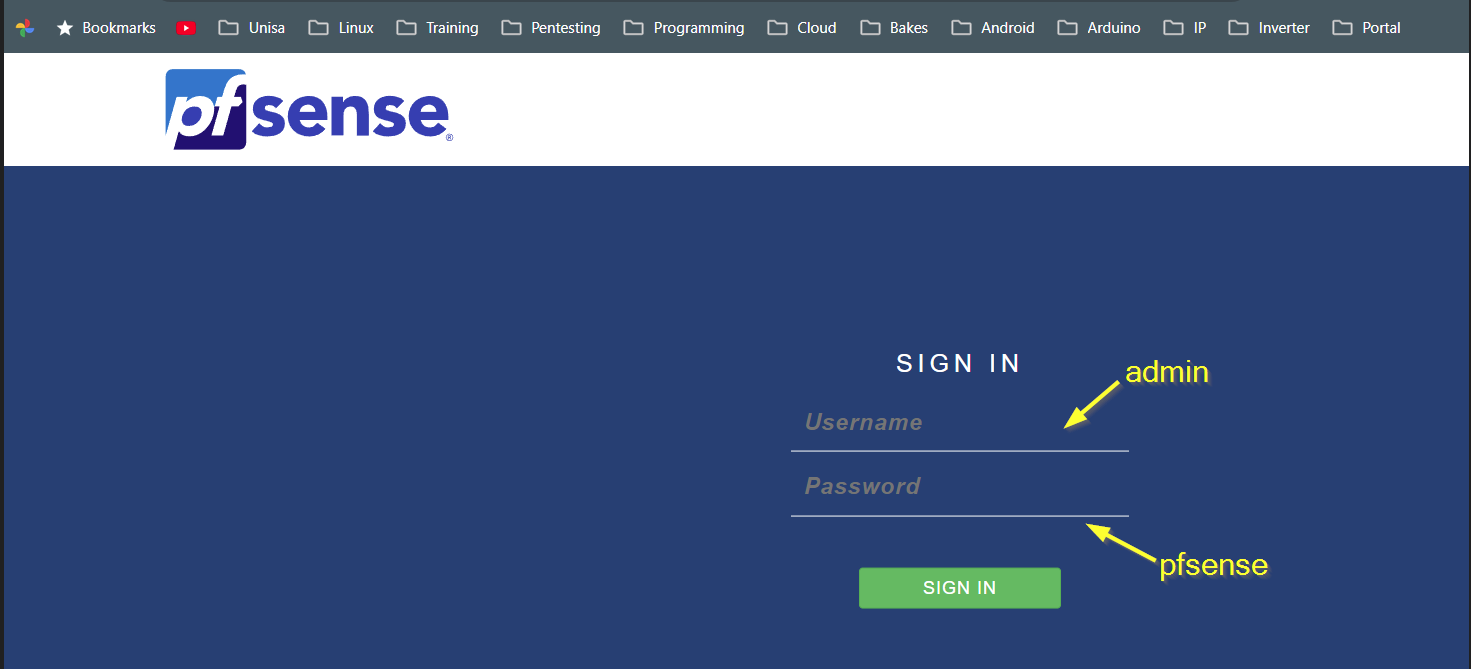 Bookmarks Unisa Linux Training Pentesting Programming Cloud Bakes Android Arduino IP Inverter Portal
pfsense®
SIGN IN
admin
Username
Password
pfsense
SIGN IN